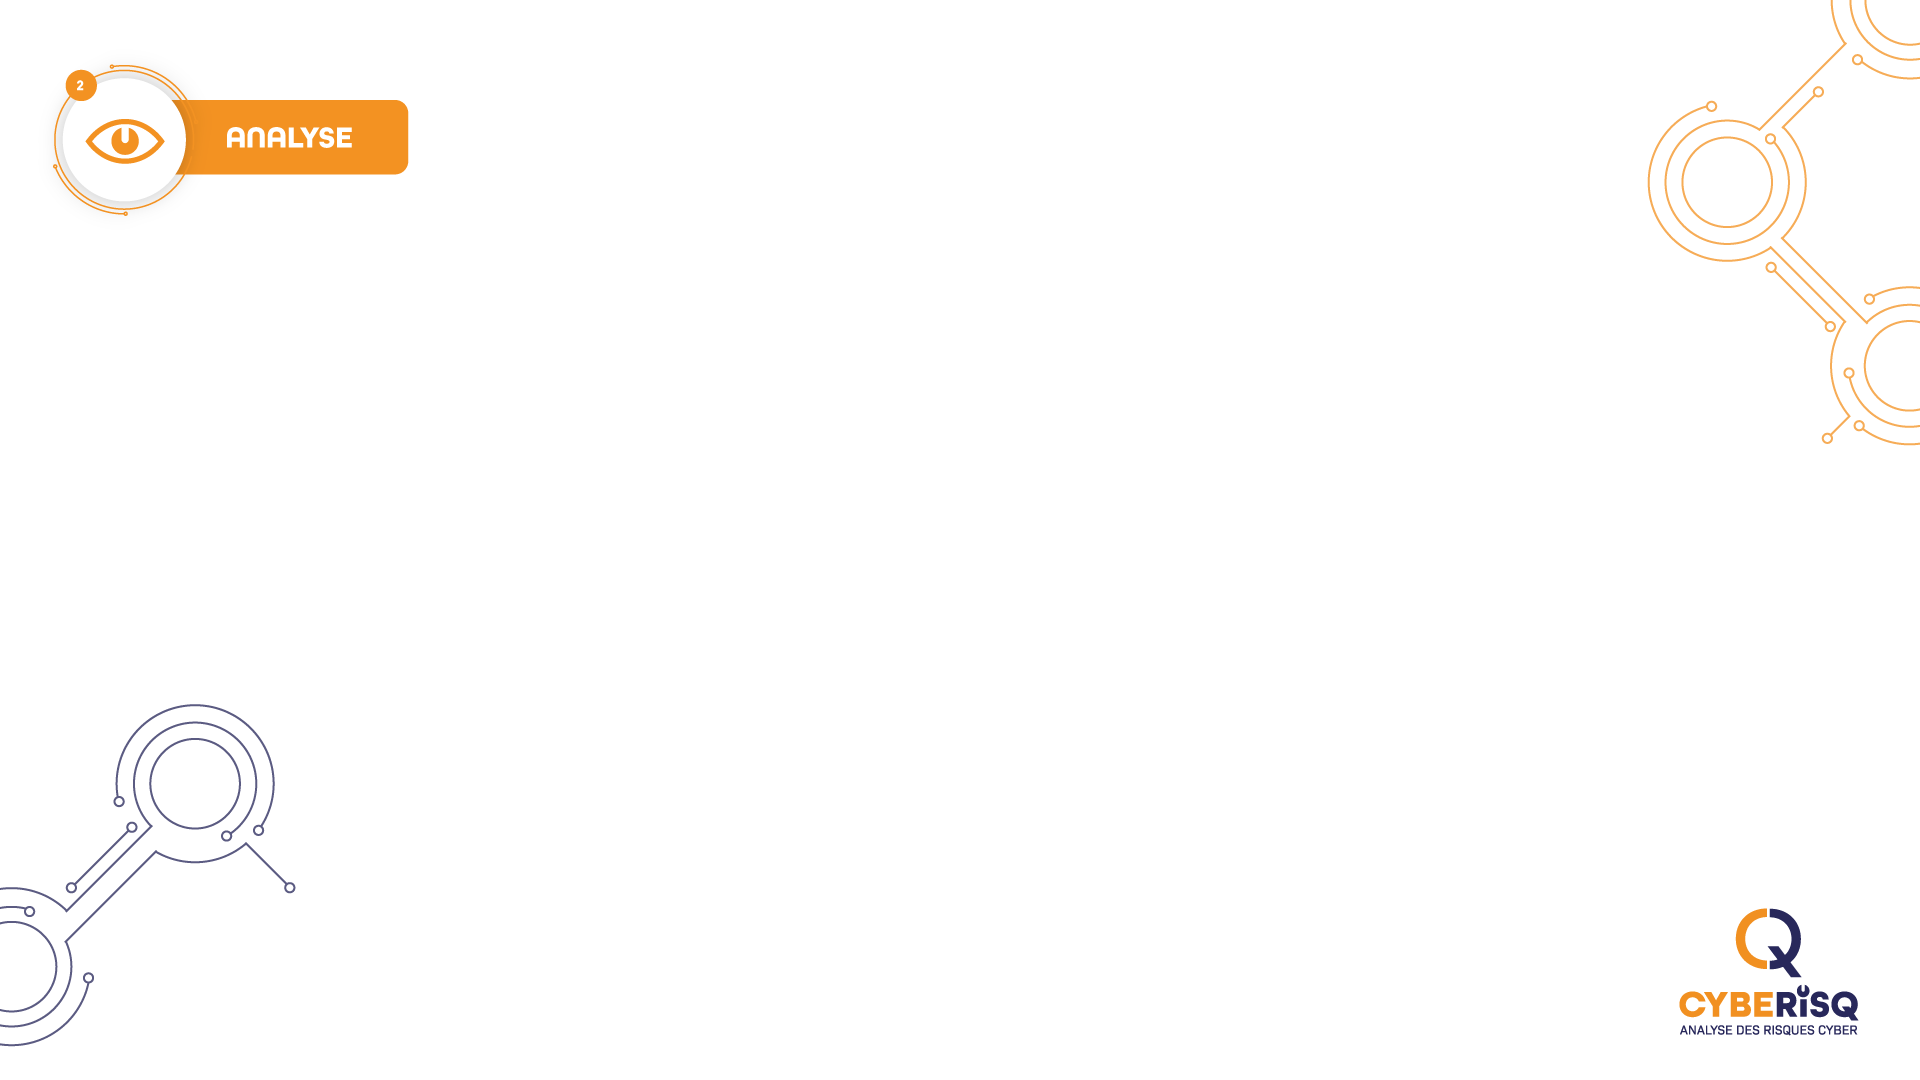 2
ANALYSE
CYBERiSQ
ANALYSE DES RISQUES CYBER